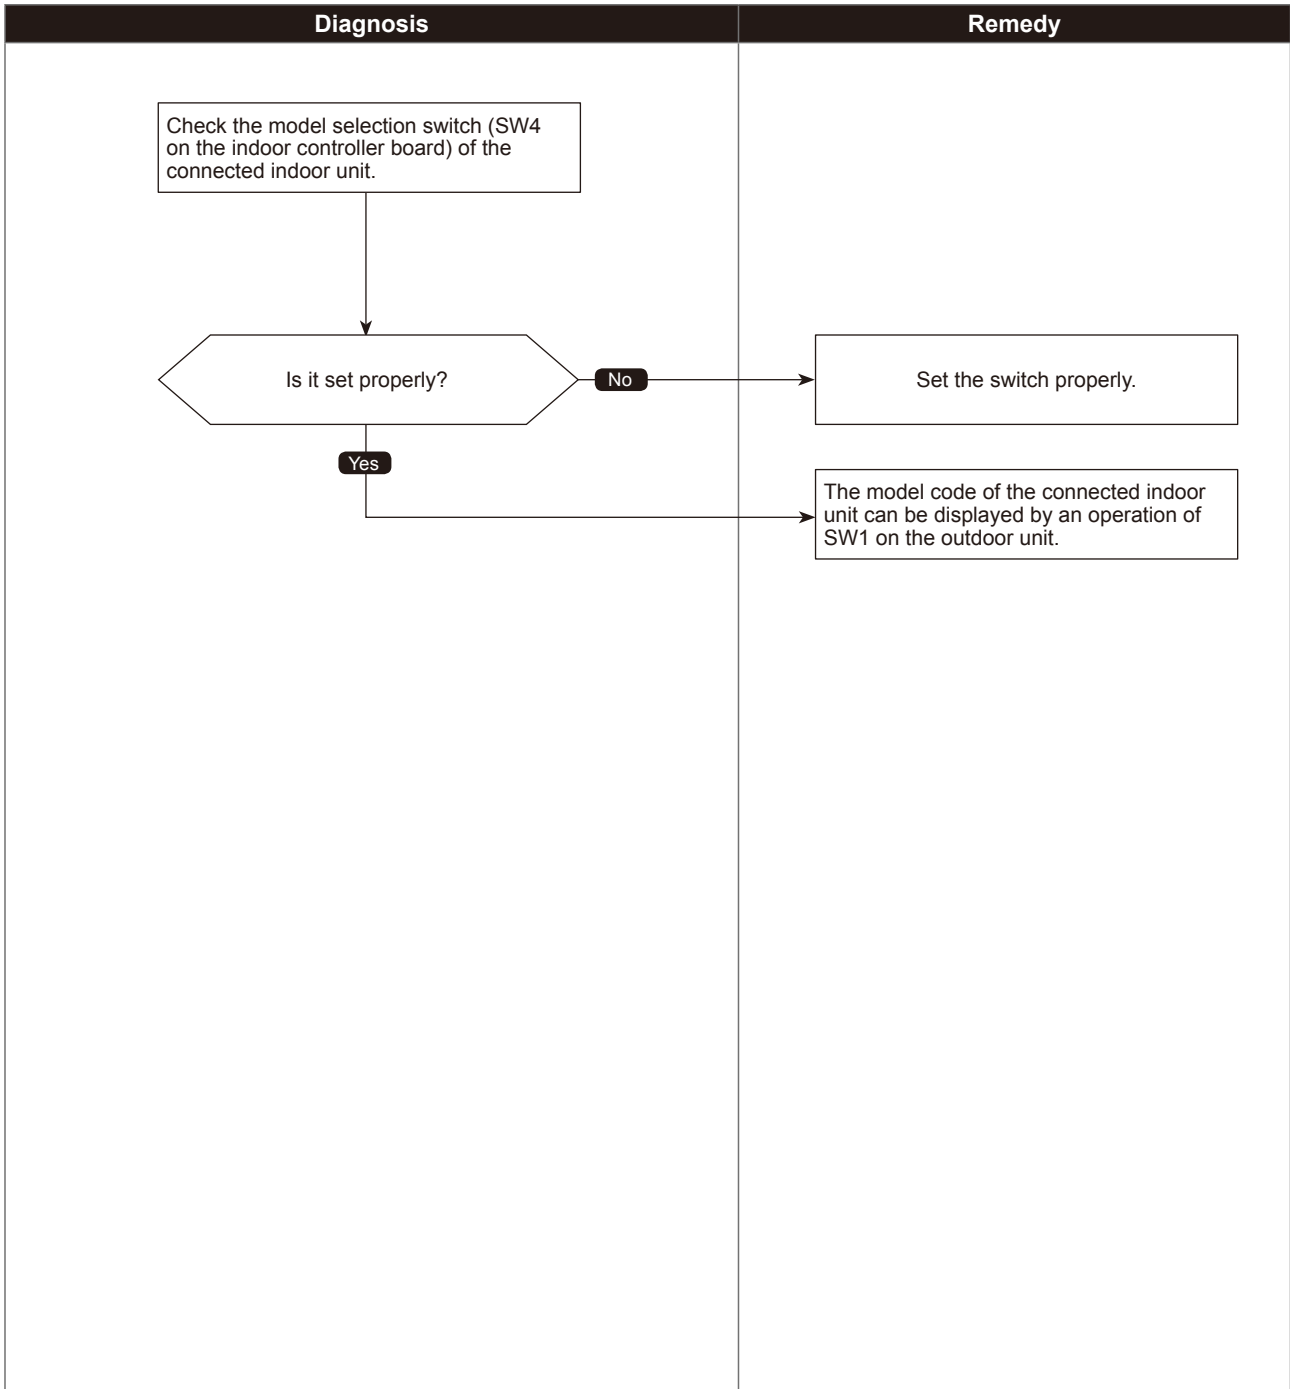 Diagnosis
Remedy
Check the model selection switch (SW4
on the indoor controller board) of the
connected indoor unit.
Is it set properly?
No
Set the switch properly.
Yes
The model code of the connected indoor
unit can be displayed by an operation of
SW1 on the outdoor unit.